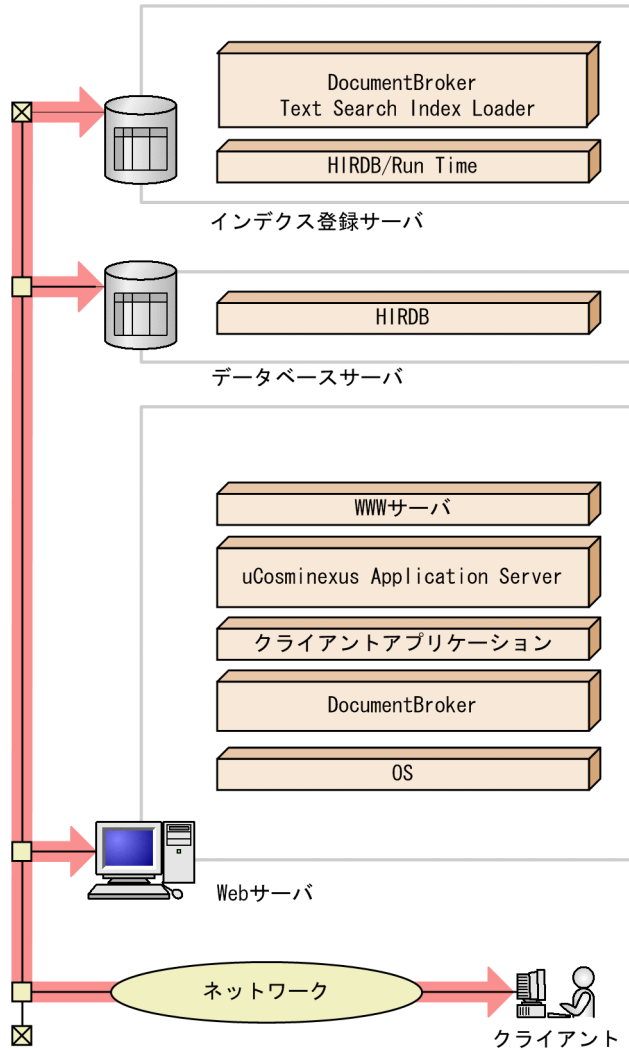 DocumentBroker
Text Search Index Loader
HIRDB/Run Time
インデクス登録サーバ
HIRDB
データベースサーバ
WWWサーバ
uCosminexus Application Server
クライアントアプリケーション
DocumentBroker
OS
Webサーバ
ネットワーク
クライアント